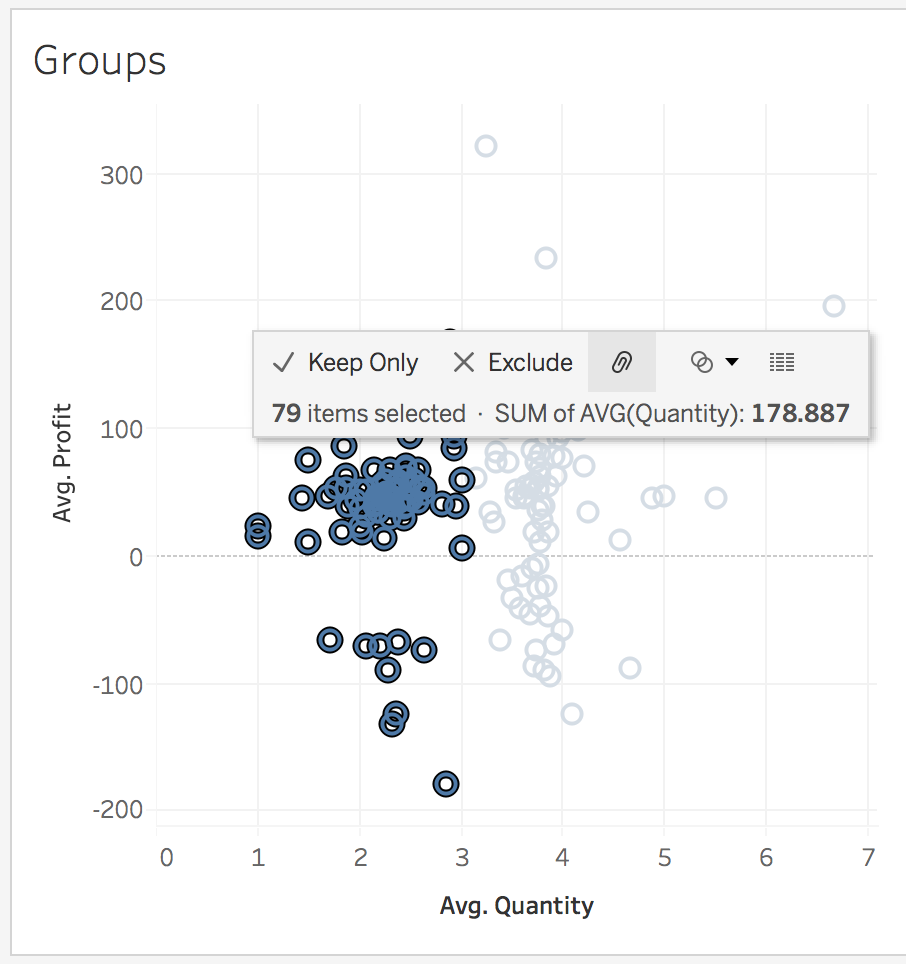 Groups
300
200
Keep Only Exclude
79 items selected · SUM of AVG(Quantity): 178.887
100
Avg. Profit
0
-100
-200
0 1 2 3 4 5 6 7
Avg. Quantity